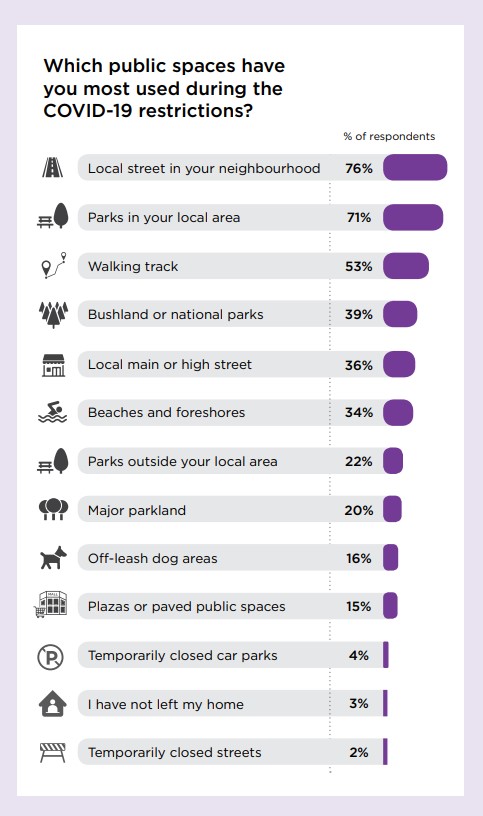 Which public spaces have
you most used during the
COVID-19 restrictions?
% of respondents
Local street in your neighbourhood 76%
Parks in your local area 71%
Walking track 53%
Bushland or national parks 39%
Local main or high street 36%
Beaches and foreshores 34%
Parks outside your local area 22%
Major parkland 20%
Off-leash dog areas 16%
MALL
Plazas or paved public spaces 15%
P
Temporarily closed car parks 4%
I have not left my home 3%
Temporarily closed streets 2%